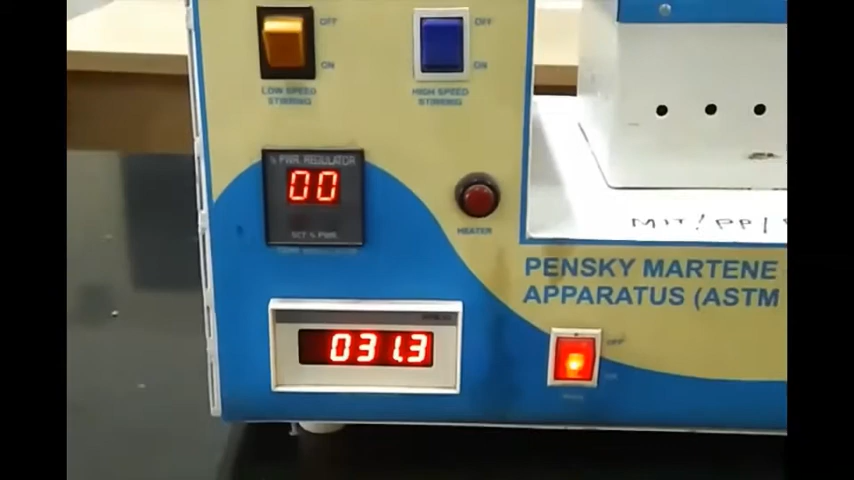 OFF
ON
LOW SPEED
STIRRING
OFF
ON
HIGH SPEED
STIRRING
% PWR. REGULATOR
00
SET % PWR
HEATER
PENSKY MARTENE
APPARATUS (ASTM
031.3
OFF